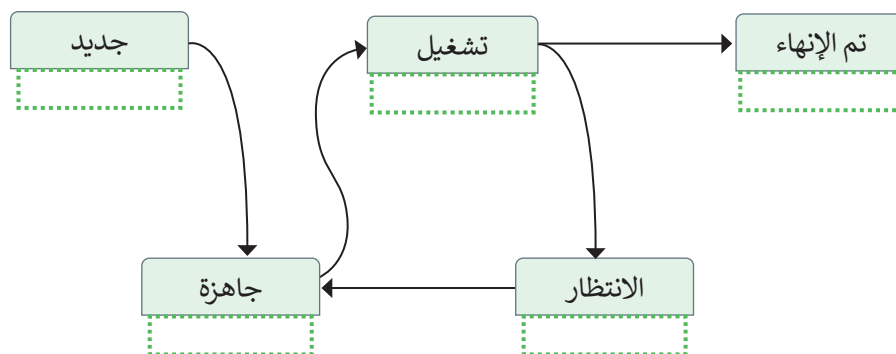 جديد
تشغيل
تم الإنهاء
جاهزة
الانتظار